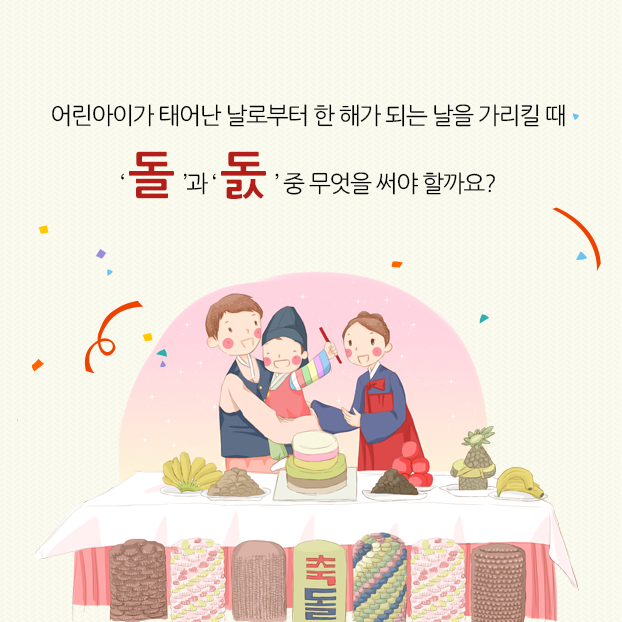 어린아이가 태어난 날로부터 한 해가 되는 날을 가리킬 때
‘돌’과 ‘돐’ 중 무엇을 써야 할까요?
축
돌